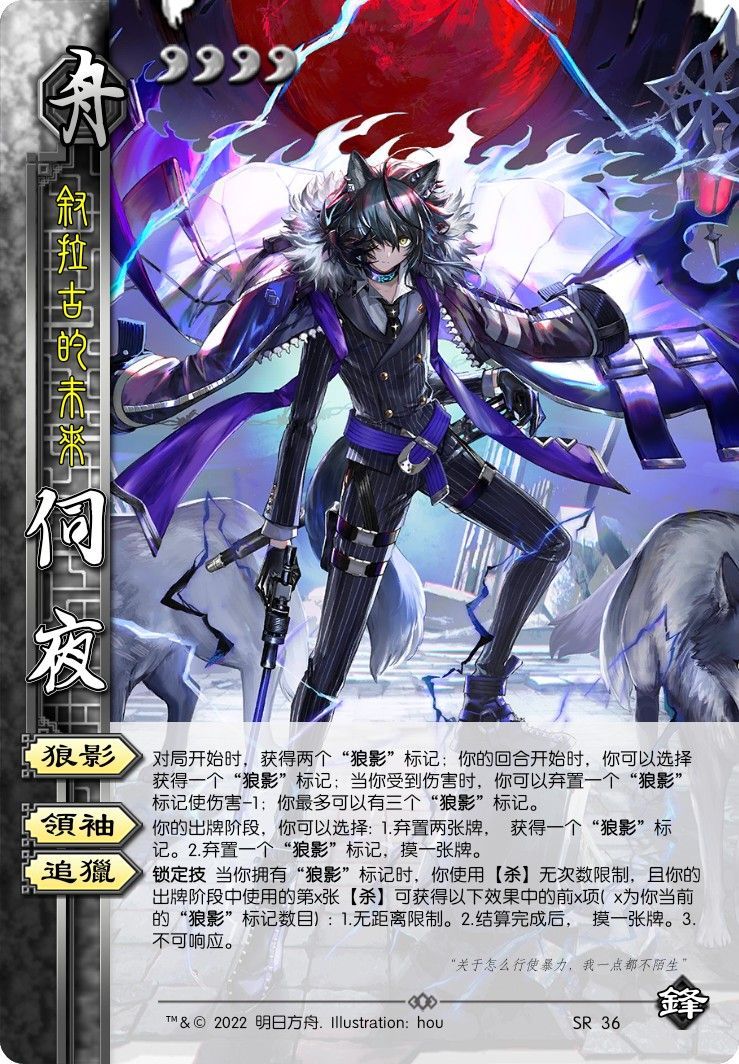 舟
叙拉古的未來
伺夜
狼影
对局开始时，获得两个“狼影”标记；你的回合开始时，你可以选择
获得一个“狼影”标记；当你受到伤害时，你可以弃置一个“狼影”
标记使伤害-1；你最多可以有三个“狼影”标记。
領袖
你的出牌阶段，你可以选择: 1.弃置两张牌， 获得一个“狼影”标
记。2.弃置一个“狼影”标记，摸一张牌。
追獵
锁定技 当你拥有“狼影”标记时，你使用【杀】无次数限制，且你的
出牌阶段中使用的第x张【杀】可获得以下效果中的前x项( x为你当前
的“狼影”标记数目)：1.无距离限制。2.结算完成后， 摸一张牌。3.
不可响应。
“关于怎么行使暴力，我一点都不陌生”
™&© 2022 明日方舟. Illustration: hou
SR 36
鋒